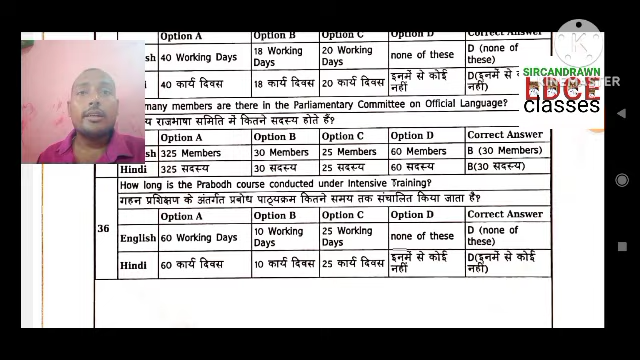 Option A Option B Option C Option D Correct Answer
40 Working Days 18 Working Days 20 Working Days none of these D (none of these)
40 कार्य दिवस 18 कार्य दिवस 20 कार्य दिवस इनमें से कोई नहीं D(इनमें से नहीं)
many members are there in the Parliamentary Committee on Official Language?
राजभाषा समिति में कितने सदस्य होते हैं?
Option A Option B Option C Option D Correct Answer
325 Members 30 Members 25 Members 60 Members B (30 Members)
Hindi 325 सदस्य 30 सदस्य 25 सदस्य 60 सदस्य B(30 सदस्य)
How long is the Prabodh course conducted under Intensive Training?
गहन प्रशिक्षण के अंतर्गत प्रबोध पाठ्यक्रम कितने समय तक संचालित किया जाता है?
36
Option A Option B Option C Option D Correct Answer
English 60 Working Days 10 Working Days 25 Working Days none of these D (none of these)
Hindi 60 कार्य दिवस 10 कार्य दिवस 25 कार्य दिवस इनमें से कोई नहीं D(इनमें से कोई नहीं)
SIRCANDRAWN
KINEMASTER
LDCE
classes